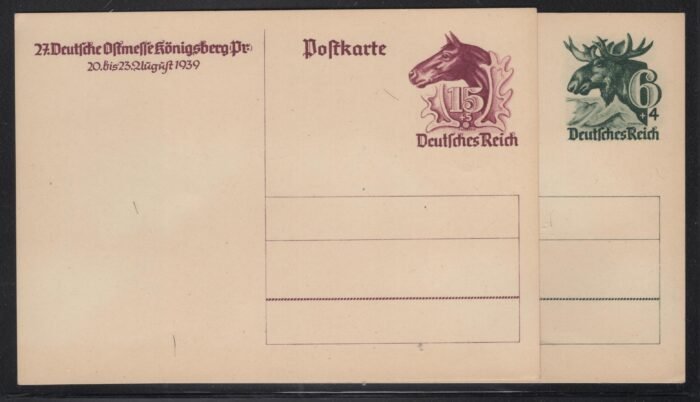 27. Deutsche Ostmesse Königsberg Pr.
20. bis 23. August 1939
Postkarte
15
+5
Deutsches Reich
6
+4
Deutsches Reich